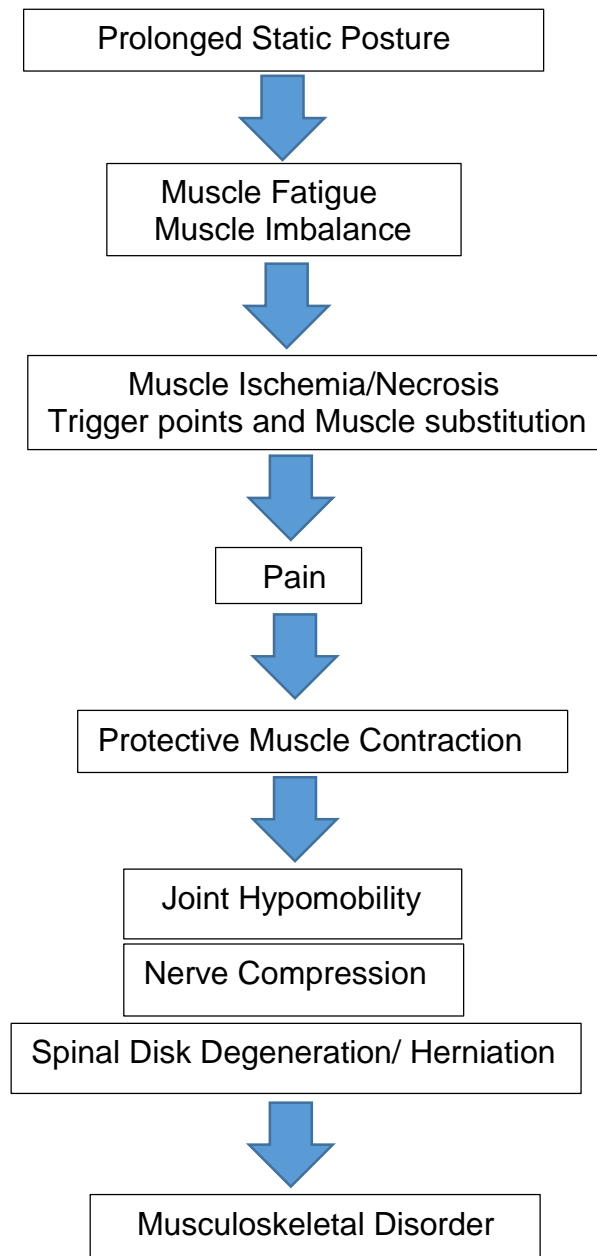 Prolonged Static Posture
Muscle Fatigue
Muscle Imbalance
Muscle Ischemia/Necrosis
Trigger points and Muscle substitution
Pain
Protective Muscle Contraction
Joint Hypomobility
Nerve Compression
Spinal Disk Degeneration/ Herniation
Musculoskeletal Disorder